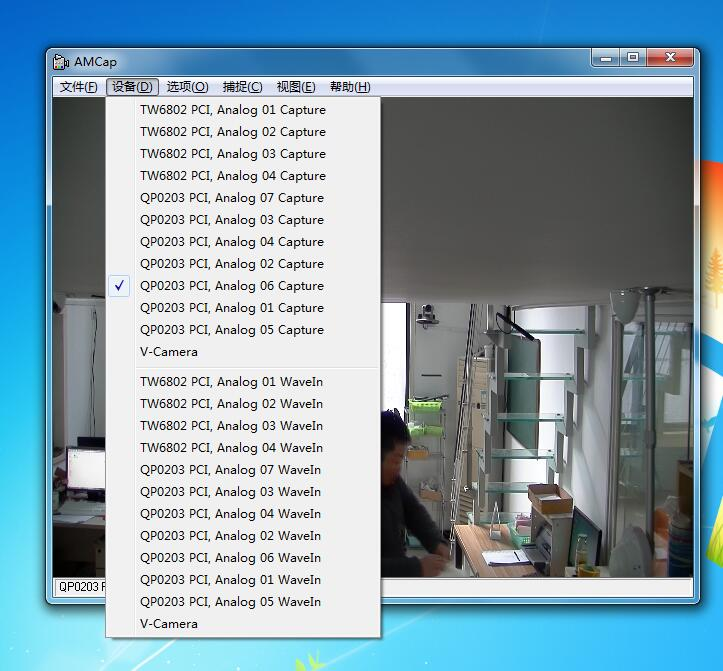 AMCap
文件(F) 设备(D) 选项(O) 捕捉(C) 视图(E) 帮助(H)
TW6802 PCI, Analog 01 Capture
TW6802 PCI, Analog 02 Capture
TW6802 PCI, Analog 03 Capture
TW6802 PCI, Analog 04 Capture
QP0203 PCI, Analog 07 Capture
QP0203 PCI, Analog 03 Capture
QP0203 PCI, Analog 04 Capture
QP0203 PCI, Analog 02 Capture
QP0203 PCI, Analog 06 Capture
QP0203 PCI, Analog 01 Capture
QP0203 PCI, Analog 05 Capture
V-Camera
TW6802 PCI, Analog 01 WaveIn
TW6802 PCI, Analog 02 WaveIn
TW6802 PCI, Analog 03 WaveIn
TW6802 PCI, Analog 04 WaveIn
QP0203 PCI, Analog 07 WaveIn
QP0203 PCI, Analog 03 WaveIn
QP0203 PCI, Analog 04 WaveIn
QP0203 PCI, Analog 02 WaveIn
QP0203 PCI, Analog 06 WaveIn
QP0203 PCI, Analog 01 WaveIn
QP0203 PCI, Analog 05 WaveIn
V-Camera
QP0203